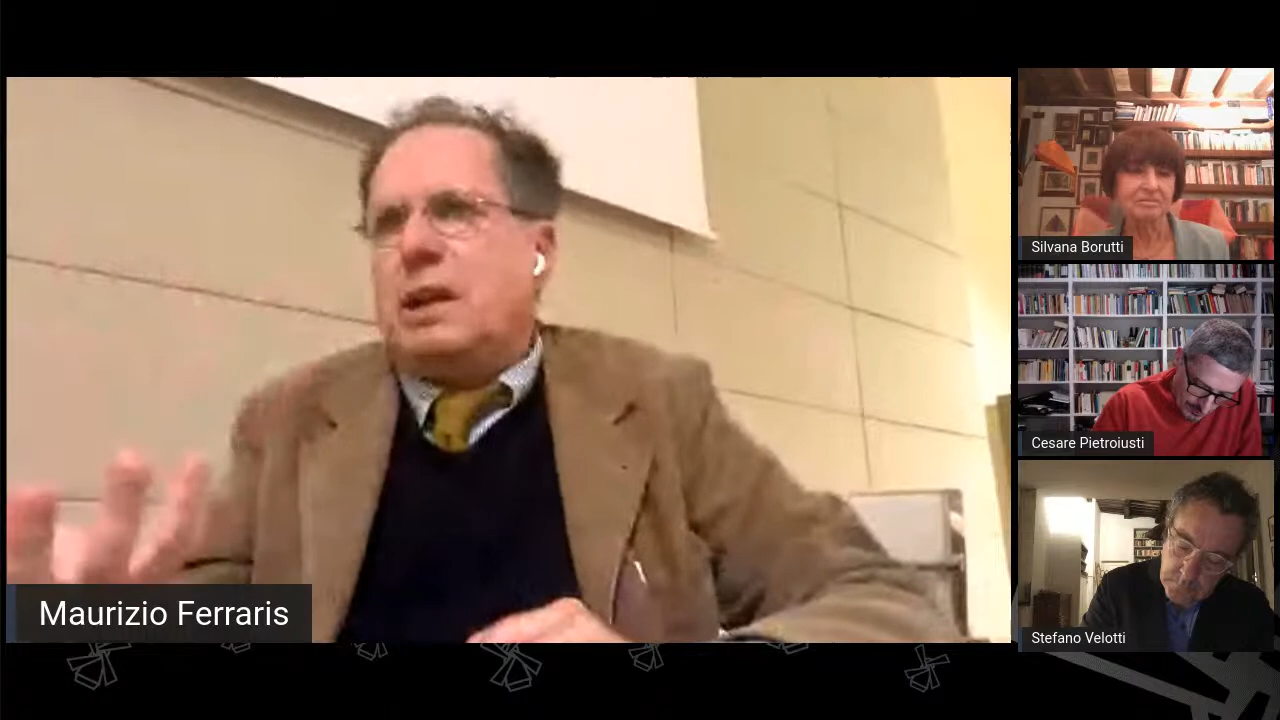 Maurizio Ferraris
Silvana Borutti
Cesare Pietroiusti
Stefano Velotti